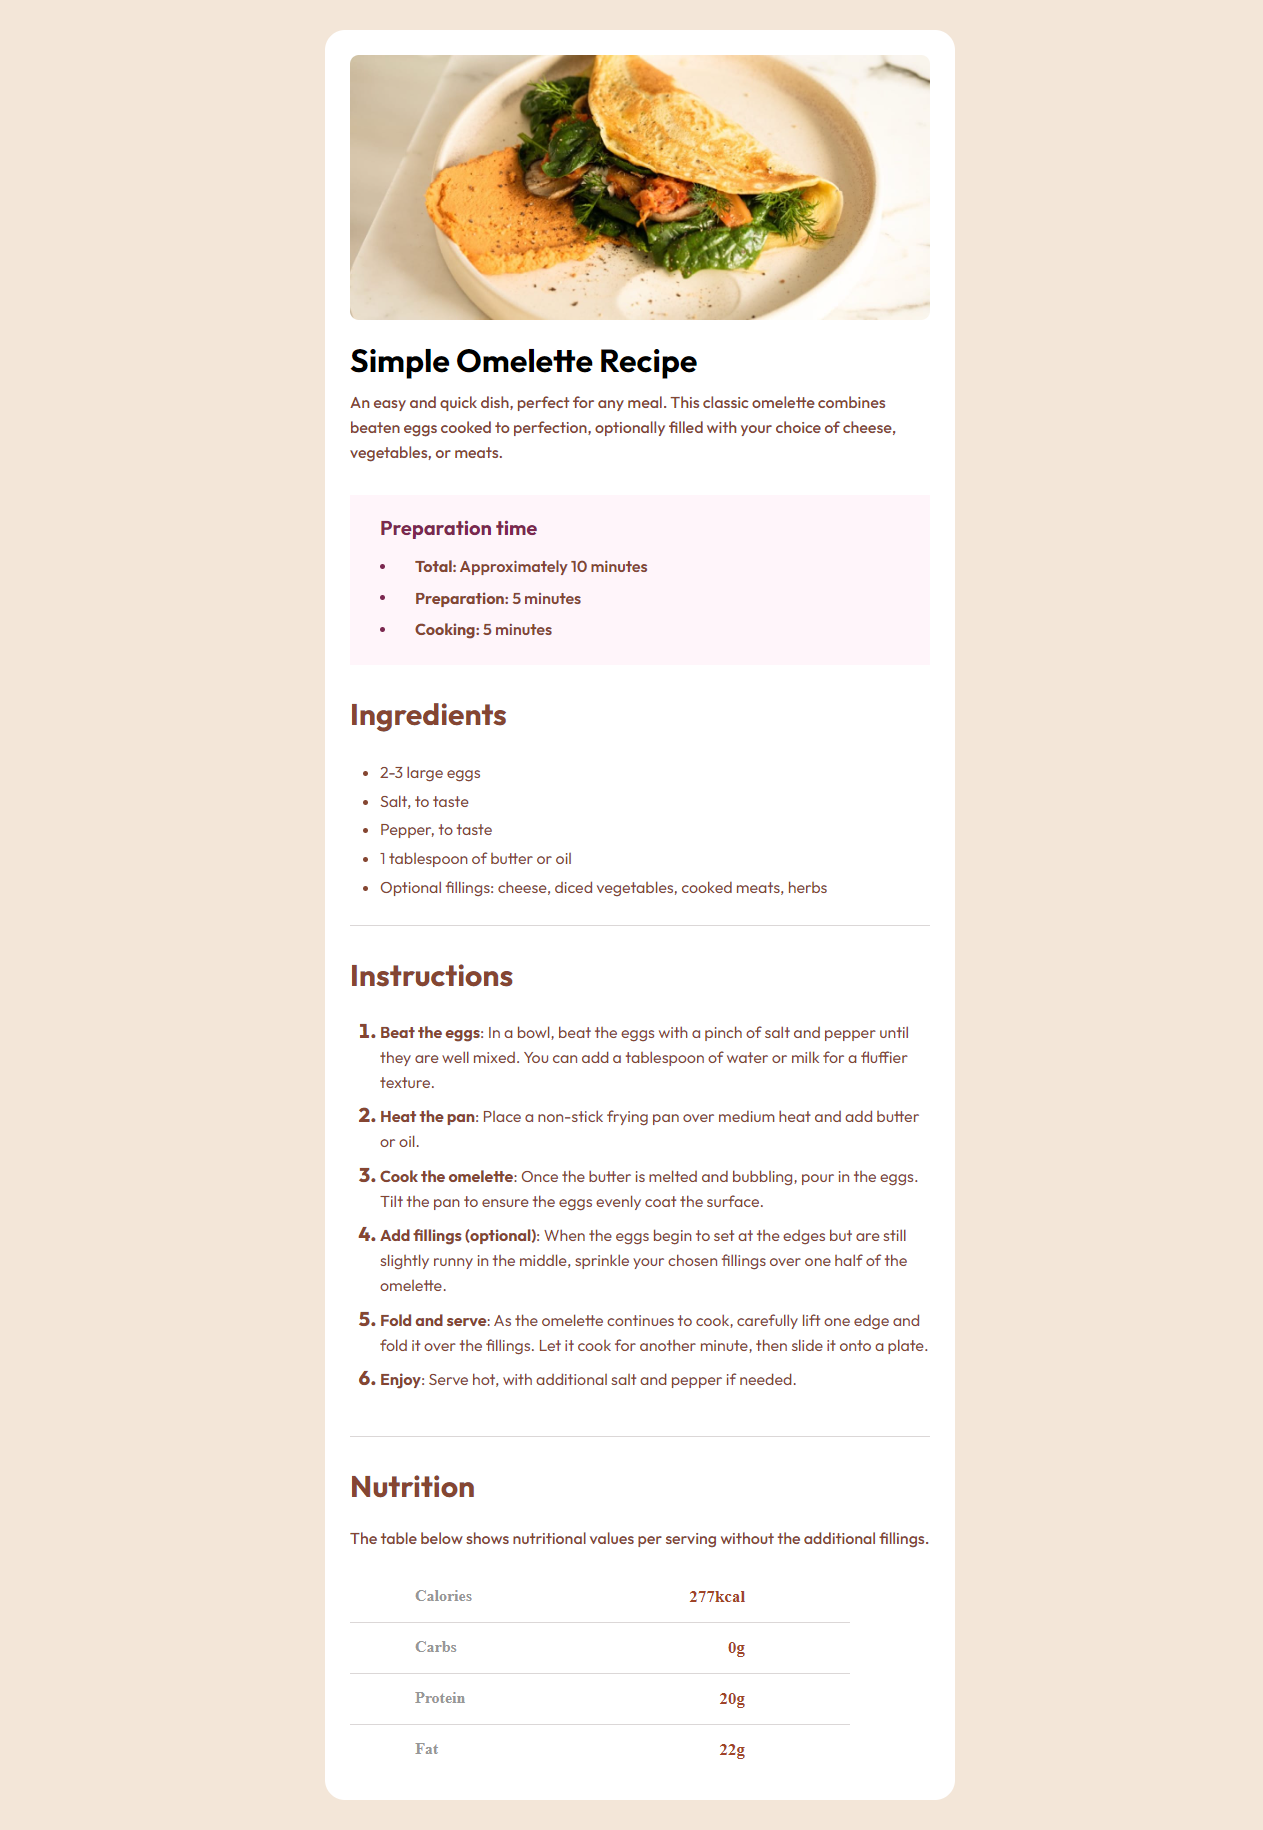 Simple Omelette Recipe
An easy and quick dish, perfect for any meal. This classic omelette combines
beaten eggs cooked to perfection, optionally filled with your choice of cheese,
vegetables, or meats.
Preparation time
• Total: Approximately 10 minutes
• Preparation: 5 minutes
• Cooking: 5 minutes
Ingredients
• 2-3 large eggs
• Salt, to taste
• Pepper, to taste
• 1 tablespoon of butter or oil
• Optional fillings: cheese, diced vegetables, cooked meats, herbs
Instructions
1. Beat the eggs: In a bowl, beat the eggs with a pinch of salt and pepper until
they are well mixed. You can add a tablespoon of water or milk for a fluffier
texture.
2. Heat the pan: Place a non-stick frying pan over medium heat and add butter
or oil.
3. Cook the omelette: Once the butter is melted and bubbling, pour in the eggs.
Tilt the pan to ensure the eggs evenly coat the surface.
4. Add fillings (optional): When the eggs begin to set at the edges but are still
slightly runny in the middle, sprinkle your chosen fillings over one half of the
omelette.
5. Fold and serve: As the omelette continues to cook, carefully lift one edge and
fold it over the fillings. Let it cook for another minute, then slide it onto a plate.
6. Enjoy: Serve hot, with additional salt and pepper if needed.
Nutrition
The table below shows nutritional values per serving without the additional fillings.
Calories 277kcal
Carbs 0g
Protein 20g
Fat 22g